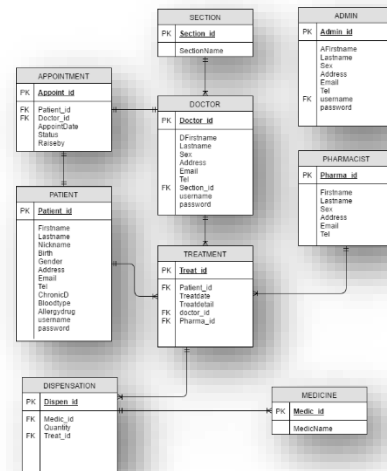 SECTION
PK Section_id
SectionName
ADMIN
PK Admin_id
AFirstname
Lastname
Sex
Address
Email
Tel
FK username
password
APPOINTMENT
PK Appoint_id
FK Patient_id
FK Doctor_id
AppointDate
Status
Raiseby
DOCTOR
PK Doctor_id
DFirstname
Lastname
Sex
Address
Email
Tel
FK Section_id
username
password
PHARMACIST
PK Pharma_id
Firstname
Lastname
Sex
Address
Email
Tel
PATIENT
PK Patient_id
Firstname
Lastname
Nickname
Birth
Gender
Address
Email
Tel
ChronicD
Bloodtype
Allergydrug
username
password
TREATMENT
PK Treat_id
FK Patient_id
Treatdate
Treatdetail
FK doctor_id
FK Pharma_id
DISPENSATION
PK Dispen_id
FK Medic_id
Quantity
FK Treat_id
MEDICINE
PK Medic_id
MedicName